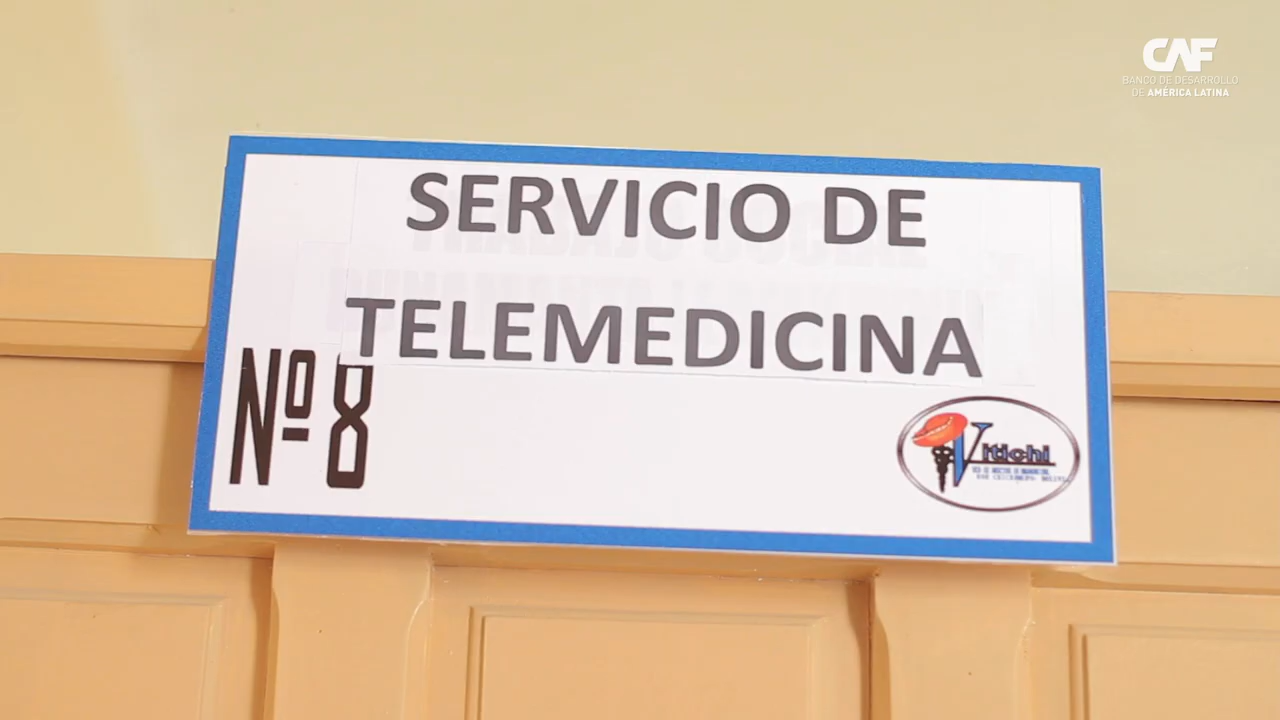 CAF
BANCO DE DESARROLLO
DE AMÉRICA LATINA
SERVICIO DE
TELEMEDICINA
Nº 8
Vitichi